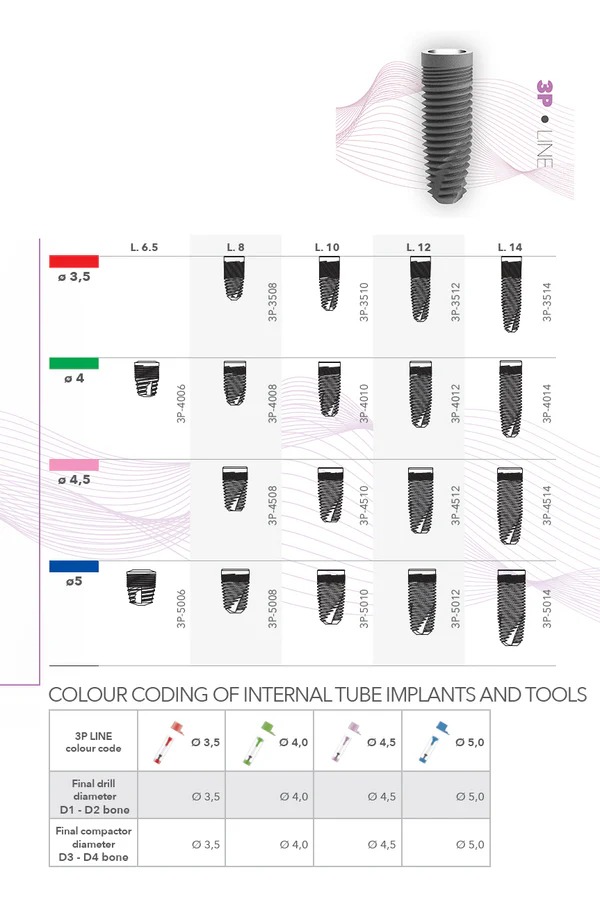 3P • LINE
L. 6.5 L. 8 L. 10 L. 12 L. 14
ø 3,5
3P-3508 3P-3510 3P-3512 3P-3514
ø 4
3P-4006 3P-4008 3P-4010 3P-4012 3P-4014
ø 4,5
3P-4508 3P-4510 3P-4512 3P-4514
ø5
3P-5006 3P-5008 3P-5010 3P-5012 3P-5014
COLOUR CODING OF INTERNAL TUBE IMPLANTS AND TOOLS
3P LINE
colour code
Ø 3,5 Ø 4,0 Ø 4,5 Ø 5,0
Final drill
diameter
D1 - D2 bone
Ø 3,5 Ø 4,0 Ø 4,5 Ø 5,0
Final compactor
diameter
D3 - D4 bone
Ø 3,5 Ø 4,0 Ø 4,5 Ø 5,0